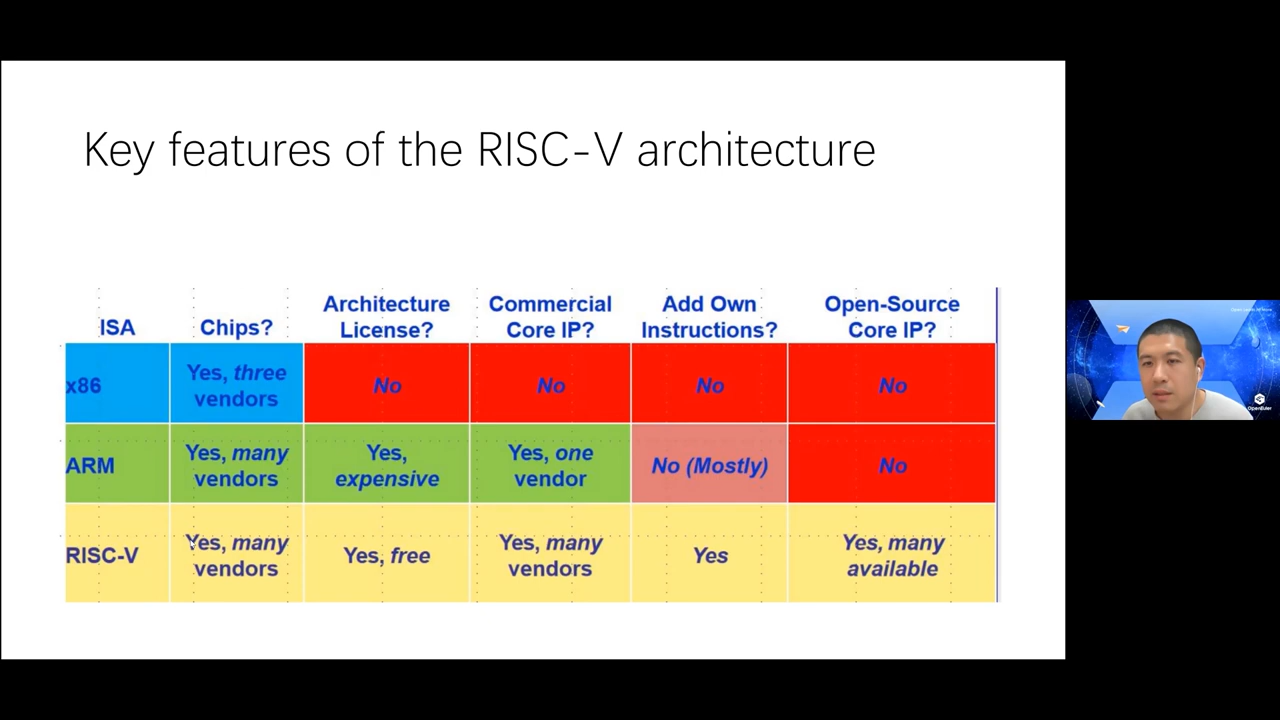 Key features of the RISC-V architecture
ISA
Chips?
Architecture
License?
Commercial
Core IP?
Add Own
Instructions?
Open-Source
Core IP?
x86
Yes, three
vendors
No
No
No
No
ARM
Yes, many
vendors
Yes,
expensive
Yes, one
vendor
No (Mostly)
No
RISC-V
Yes, many
vendors
Yes, free
Yes, many
vendors
Yes
Yes, many
available
OpenEuler